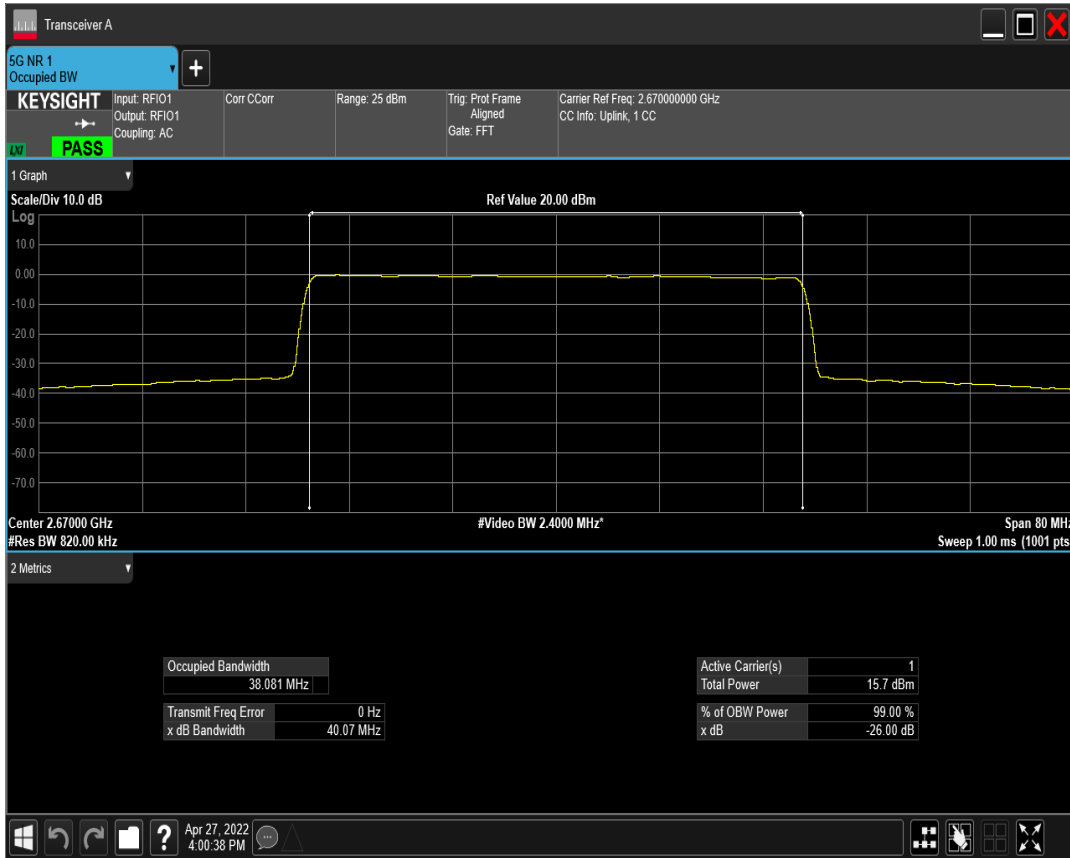 Transceiver A
5G NR 1
Occupied BW
+
KEYSIGHT
Input: RFIO1
Output: RFIO1
Coupling: AC
Corr CCorr
Range: 25 dBm
Trig: Prot Frame
Aligned
Gate: FFT
Carrier Ref Freq: 2.670000000 GHz
CC Info: Uplink, 1 CC
LXI
PASS
1 Graph
Scale/Div 10.0 dB
Ref Value 20.00 dBm
Log
10.0
0.00
-10.0
-20.0
-30.0
-40.0
-50.0
-60.0
-70.0
Center 2.67000 GHz
#Video BW 2.4000 MHz*
Span 80 MHz
#Res BW 820.00 kHz
Sweep 1.00 ms (1001 pts
2 Metrics
Occupied Bandwidth
38.081 MHz
Transmit Freq Error 0 Hz
x dB Bandwidth 40.07 MHz
Active Carrier(s) 1
Total Power 15.7 dBm
% of OBW Power 99.00 %
x dB -26.00 dB
?
Apr 27, 2022
4:00:38 PM